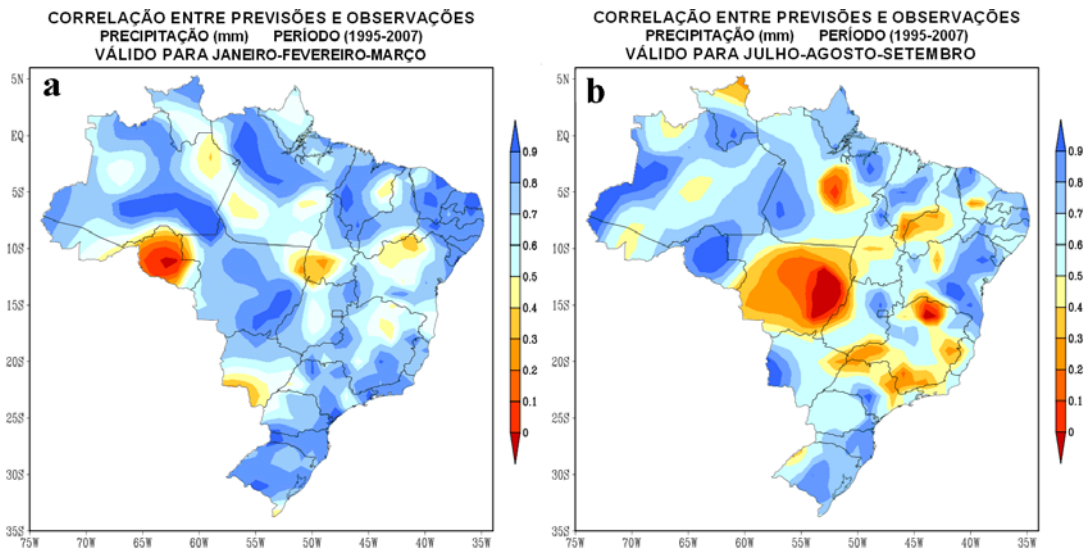 CORRELAÇÃO ENTRE PREVISÕES E OBSERVAÇÕES
PRECIPITAÇÃO (mm) PERÍODO (1995-2007)
VÁLIDO PARA JANEIRO-FEVEREIRO-MARÇO
a
5N
EQ
5S
10S
15S
20S
25S
30S
35S
75W 70W 65W 60W 55W 50W 45W 40W 35W
0.9
0.8
0.7
0.6
0.5
0.4
0.3
0.2
0.1
0
CORRELAÇÃO ENTRE PREVISÕES E OBSERVAÇÕES
PRECIPITAÇÃO (mm) PERÍODO (1995-2007)
VÁLIDO PARA JULHO-AGOSTO-SETEMBRO
b
5N
EQ
5S
10S
15S
20S
25S
30S
35S
75W 70W 65W 60W 55W 50W 45W 40W 35W
0.9
0.8
0.7
0.6
0.5
0.4
0.3
0.2
0.1
0